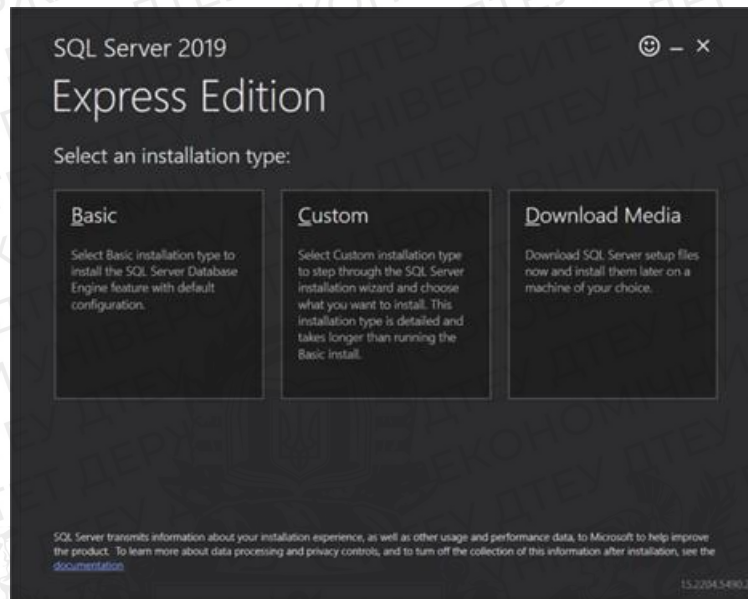 SQL Server 2019
Express Edition
Select an installation type:
Basic
Select Basic installation type to
install the SQL Server Database
Engine feature with default
configuration.
Custom
Select Custom installation type
to step through the SQL Server
installation wizard and choose
what you want to install. This
installation type is detailed and
takes longer than running the
Basic install.
Download Media
Download SQL Server setup files
now and install them later on a
machine of your choice.
SQL Server transmits information about your installation experience, as well as other usage and performance data, to Microsoft to help improve
the product. To learn more about data processing and privacy controls, and to turn off the collection of this information after installation, see the
documentation